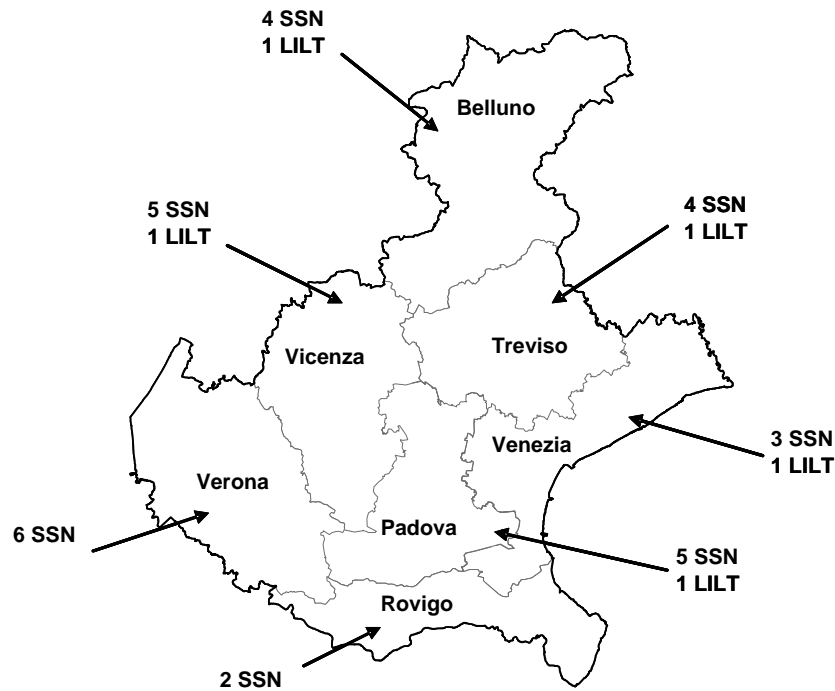 4 SSN
1 LILT
Belluno
5 SSN
1 LILT
4 SSN
1 LILT
Vicenza
Treviso
Venezia
3 SSN
1 LILT
Verona
6 SSN
Padova
5 SSN
1 LILT
Rovigo
2 SSN